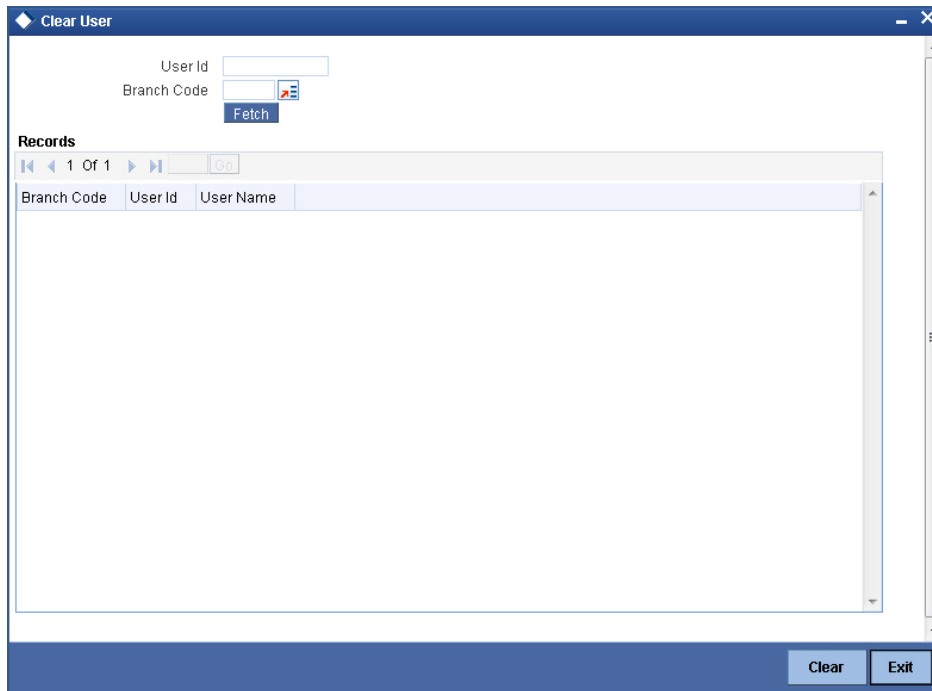 Clear User
User Id
Branch Code
Fetch
Records
1 Of 1 Go
Branch Code User Id User Name
Clear Exit